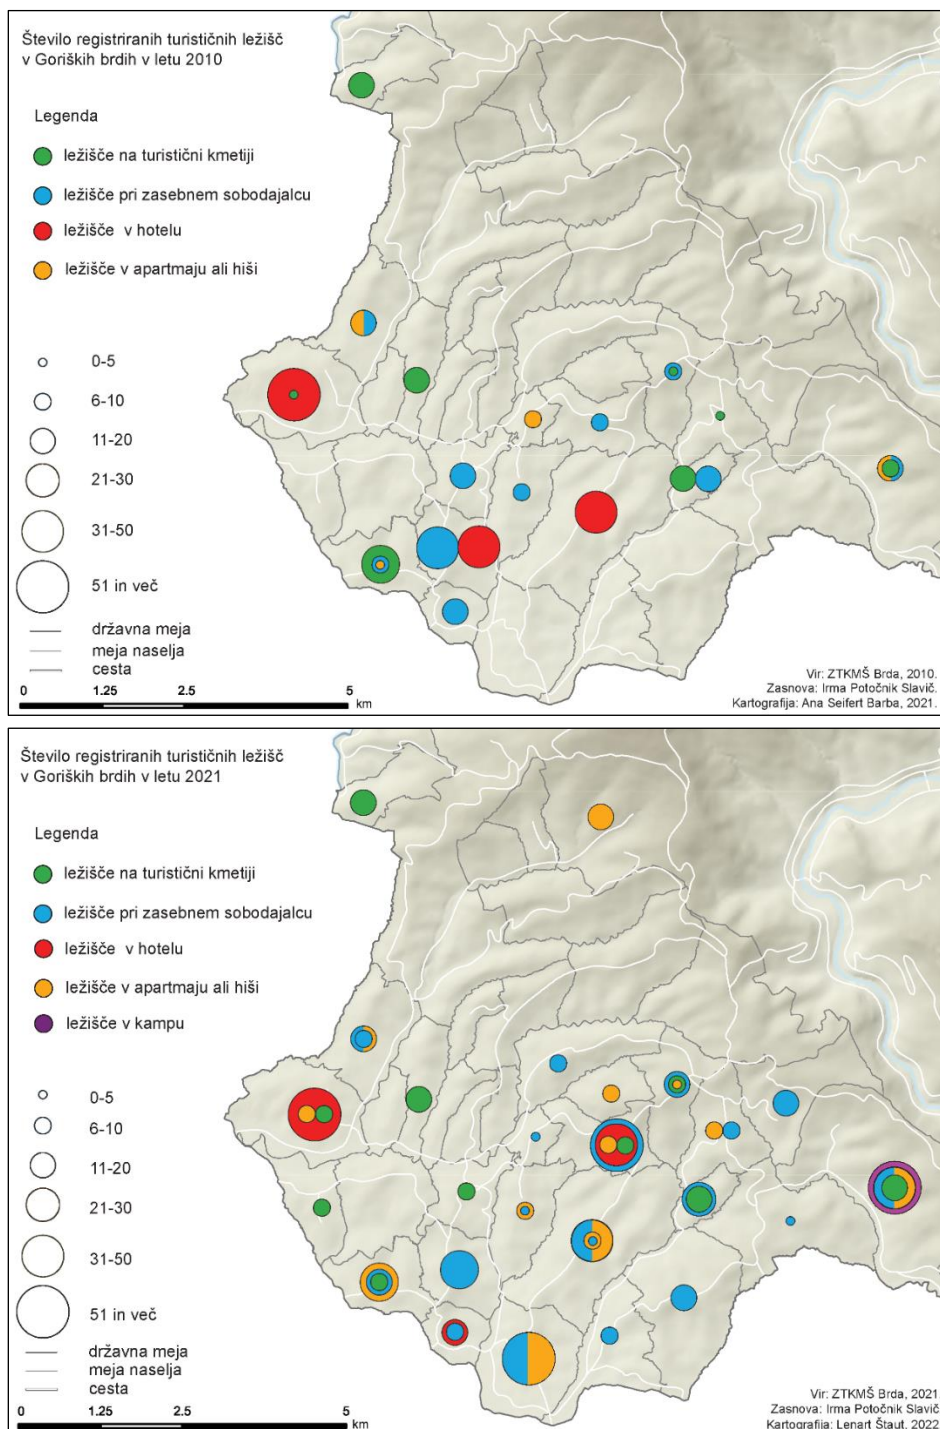 Število registriranih turističnih ležišč
v Goriških brdih v letu 2010
Legenda
ležišče na turistični kmetiji
ležišče pri zasebnem sobodajalcu
ležišče v hotelu
ležišče v apartmaju ali hiši
0-5
6-10
11-20
21-30
31-50
51 in več
državna meja
meja naselja
cesta
0 1.25 2.5 5
km
Vir: ZTKMŠ Brda, 2010.
Zasnova: Irma Potočnik Slavič.
Kartografija: Ana Seifert Barba, 2021.
Število registriranih turističnih ležišč
v Goriških brdih v letu 2021
Legenda
ležišče na turistični kmetiji
ležišče pri zasebnem sobodajalcu
ležišče v hotelu
ležišče v apartmaju ali hiši
ležišče v kampu
0-5
6-10
11-20
21-30
31-50
51 in več
državna meja
meja naselja
cesta
0 1.25 2.5 5
km
Vir: ZTKMŠ Brda, 2021.
Zasnova: Irma Potočnik Slavič
Kartografija: Lenart Štaut, 2022